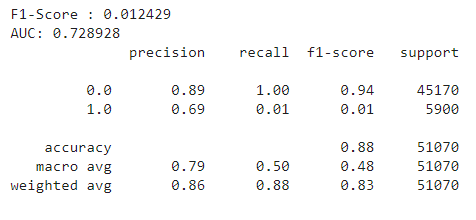 F1-Score : 0.012429
AUC: 0.728928
precision recall f1-score support
0.0 0.89 1.00 0.94 45170
1.0 0.69 0.01 0.01 5900
accuracy 0.88 51070
macro avg 0.79 0.50 0.48 51070
weighted avg 0.86 0.88 0.83 51070